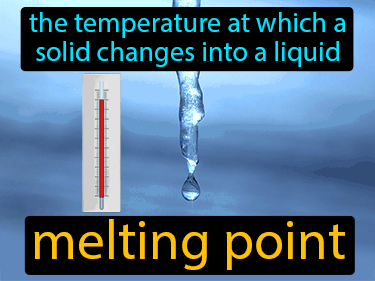 the temperature at which a
solid changes into a liquid
melting point